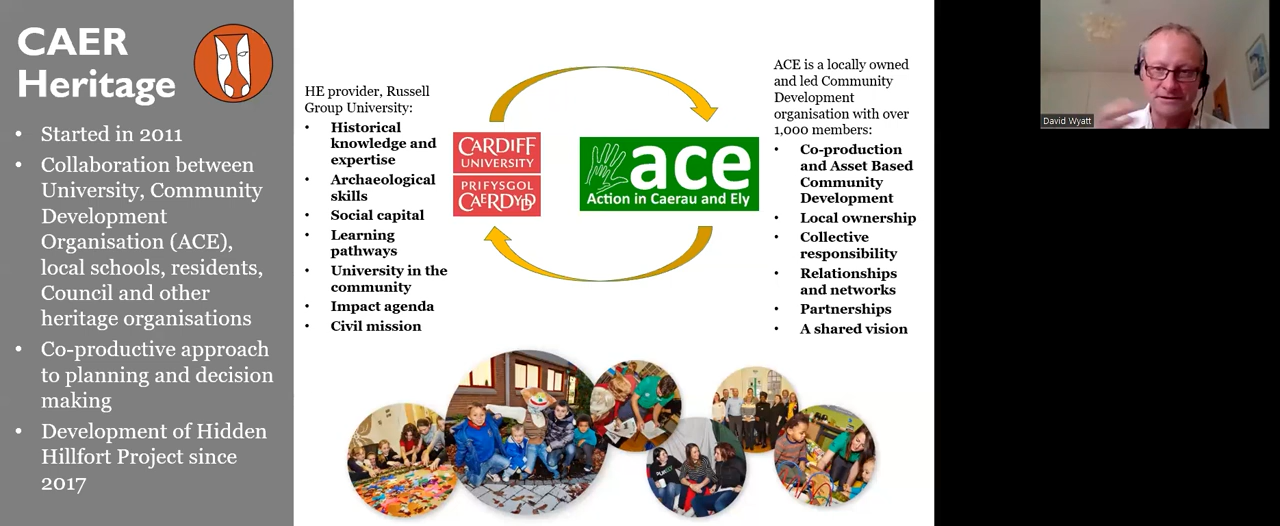 CAER
Heritage
• Started in 2011
• Collaboration between
University, Community
Development
Organisation (ACE),
local schools, residents,
Council and other
heritage organisations
• Co-productive approach
to planning and decision
making
• Development of Hidden
Hillfort Project since
2017
HE provider, Russell
Group University:
• Historical
knowledge and
expertise
• Archaeological
skills
• Social capital
• Learning
pathways
• University in the
community
• Impact agenda
• Civil mission
CARDIFF
UNIVERSITY
PRIFYSGOL
CAERDYDD
ace
Action in Caerau and Ely
ACE is a locally owned
and led Community
Development
organisation with over
1,000 members:
• Co-production
and Asset Based
Community
Development
• Local ownership
• Collective
responsibility
• Relationships
and networks
• Partnerships
• A shared vision
David Wyatt